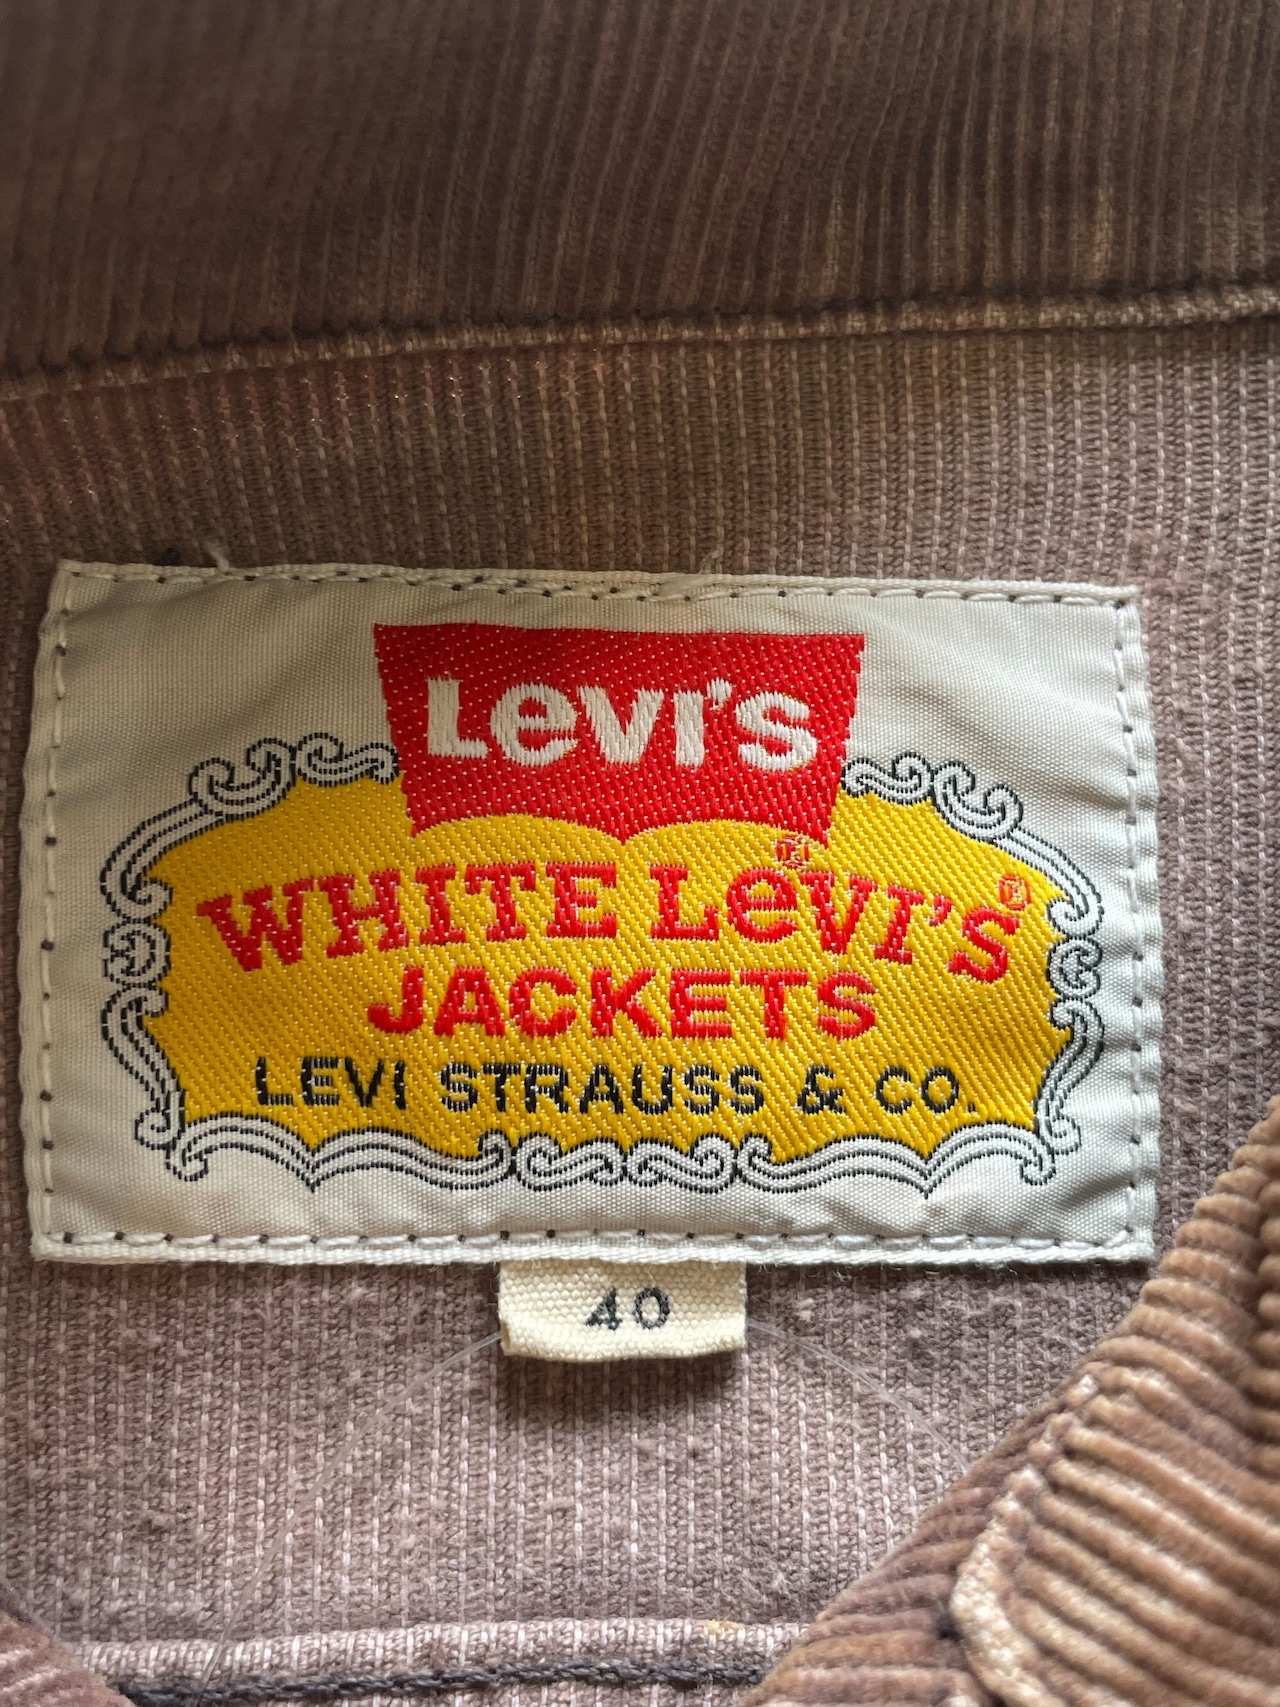 Levi's
WHITE LeVI'S
JACKETS
LEVI STRAUSS & CO.
40